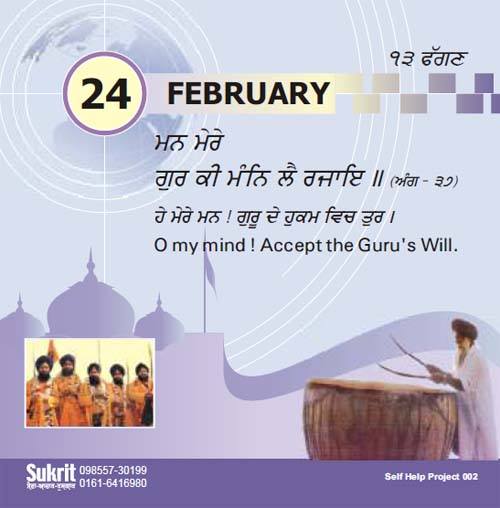 ੧੩ ਫੱਗਣ
24 FEBRUARY
ਮਨ ਮੇਰੇ
ਗੁਰ ਕੀ ਮੰਨਿ ਲੈ ਰਜਾਇ ॥ (ਅੰਗ - ੩੭)
ਹੇ ਮੇਰੇ ਮਨ ! ਗੁਰੂ ਦੇ ਹੁਕਮ ਵਿਚ ਤੁਰ ।
O my mind ! Accept the Guru's Will.
Sukrit 098557-30199
0161-6416980
Self Help Project 002